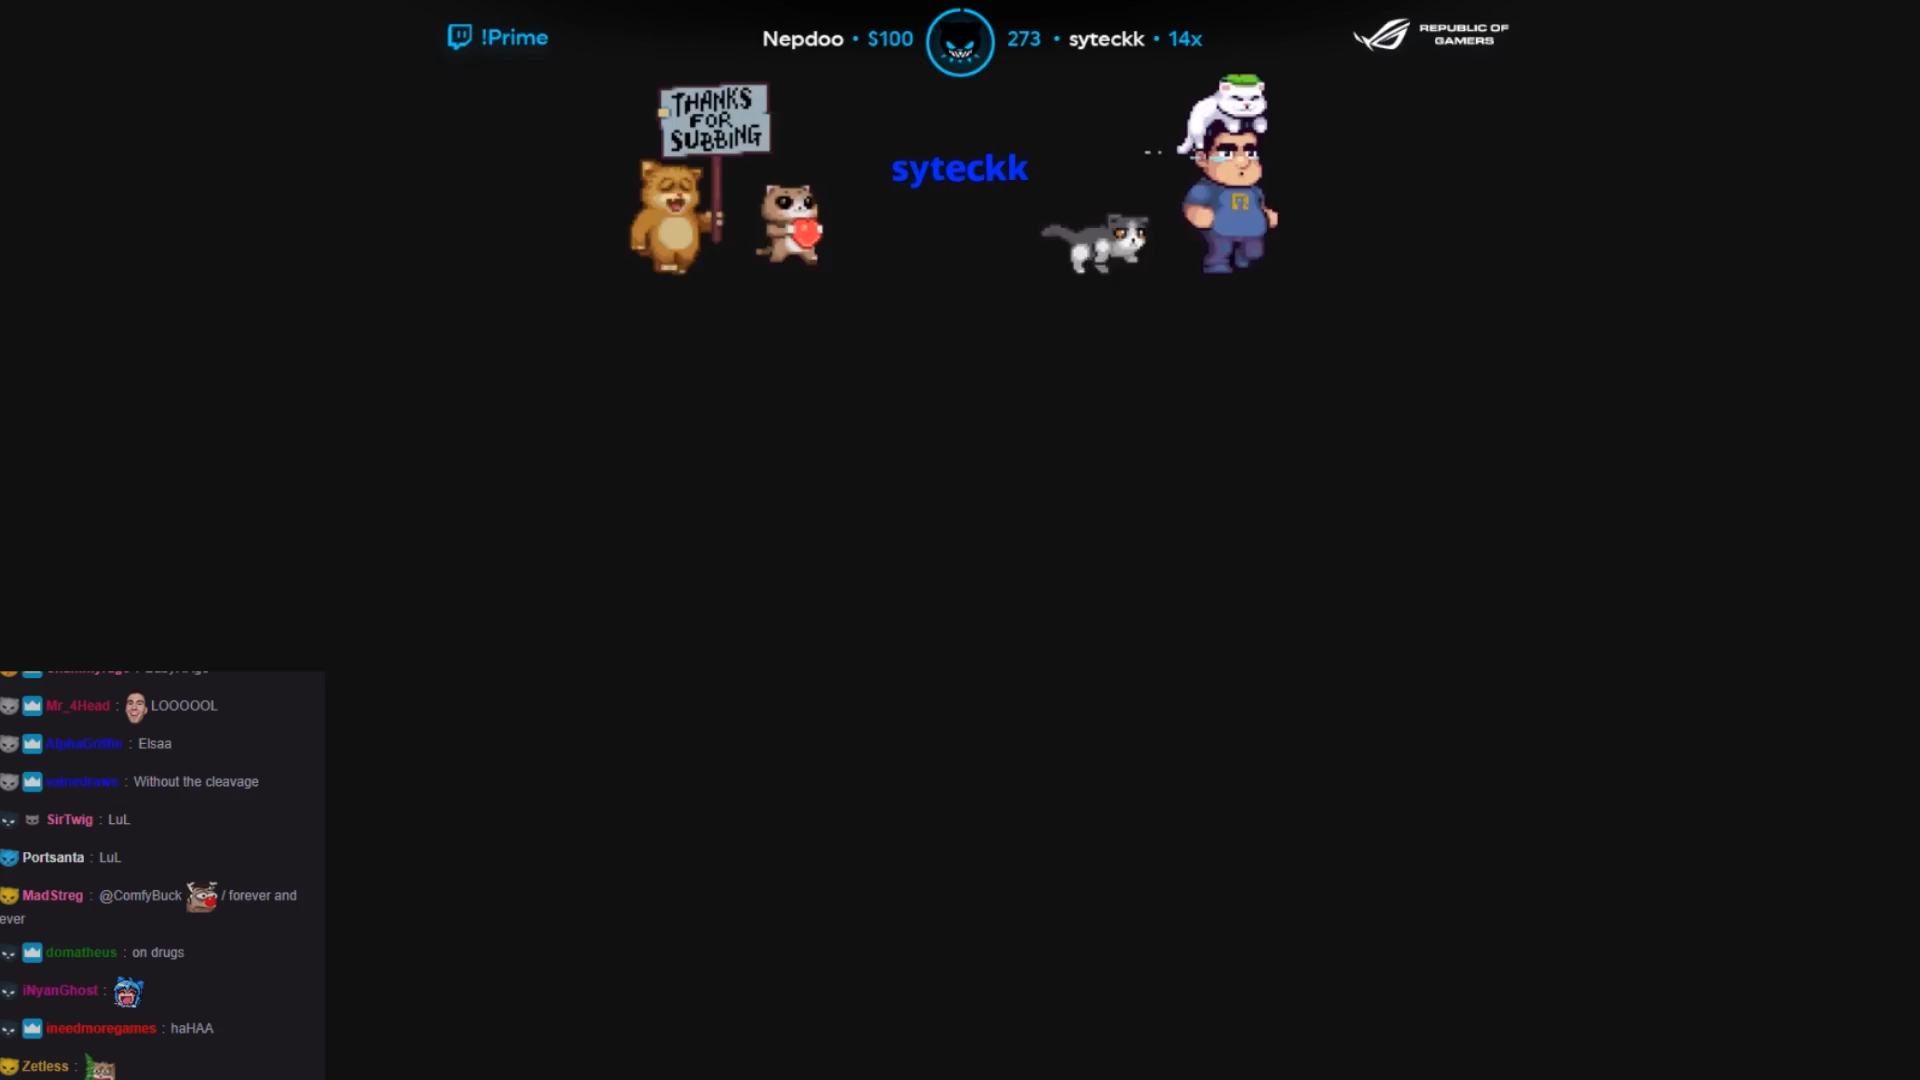 !Prime
Nepdoo • $100
273 • syteckk • 14x
REPUBLIC OF
GAMERS
THANKS
FOR
SUBBING
syteckk
Mr_4Head : LOOOOOL
AlphaGriffin : Elsaa
: Without the cleavage
SirTwig : LuL
Portsanta : LuL
MadStreg : @ComfyBuck / forever and
ever
domatheus : on drugs
iNyanGhost :
ineedmoregames : haHAA
Zetless :